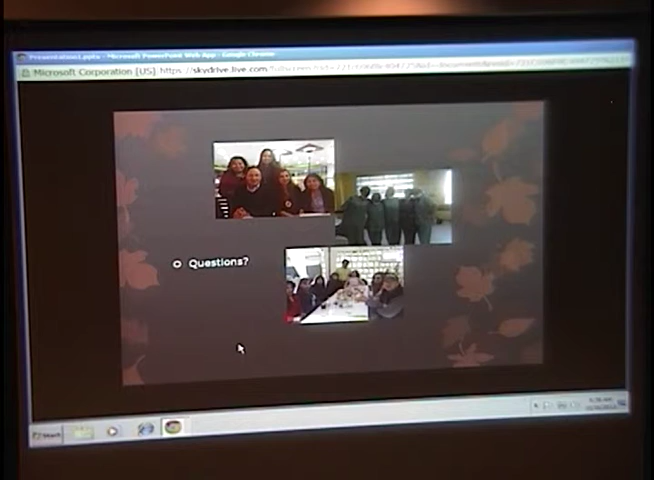 Presentation1.pptx - Microsoft PowerPoint Web App - Google Chrome
Microsoft Corporation [US] https://skydrive.live.com
Questions?
Start